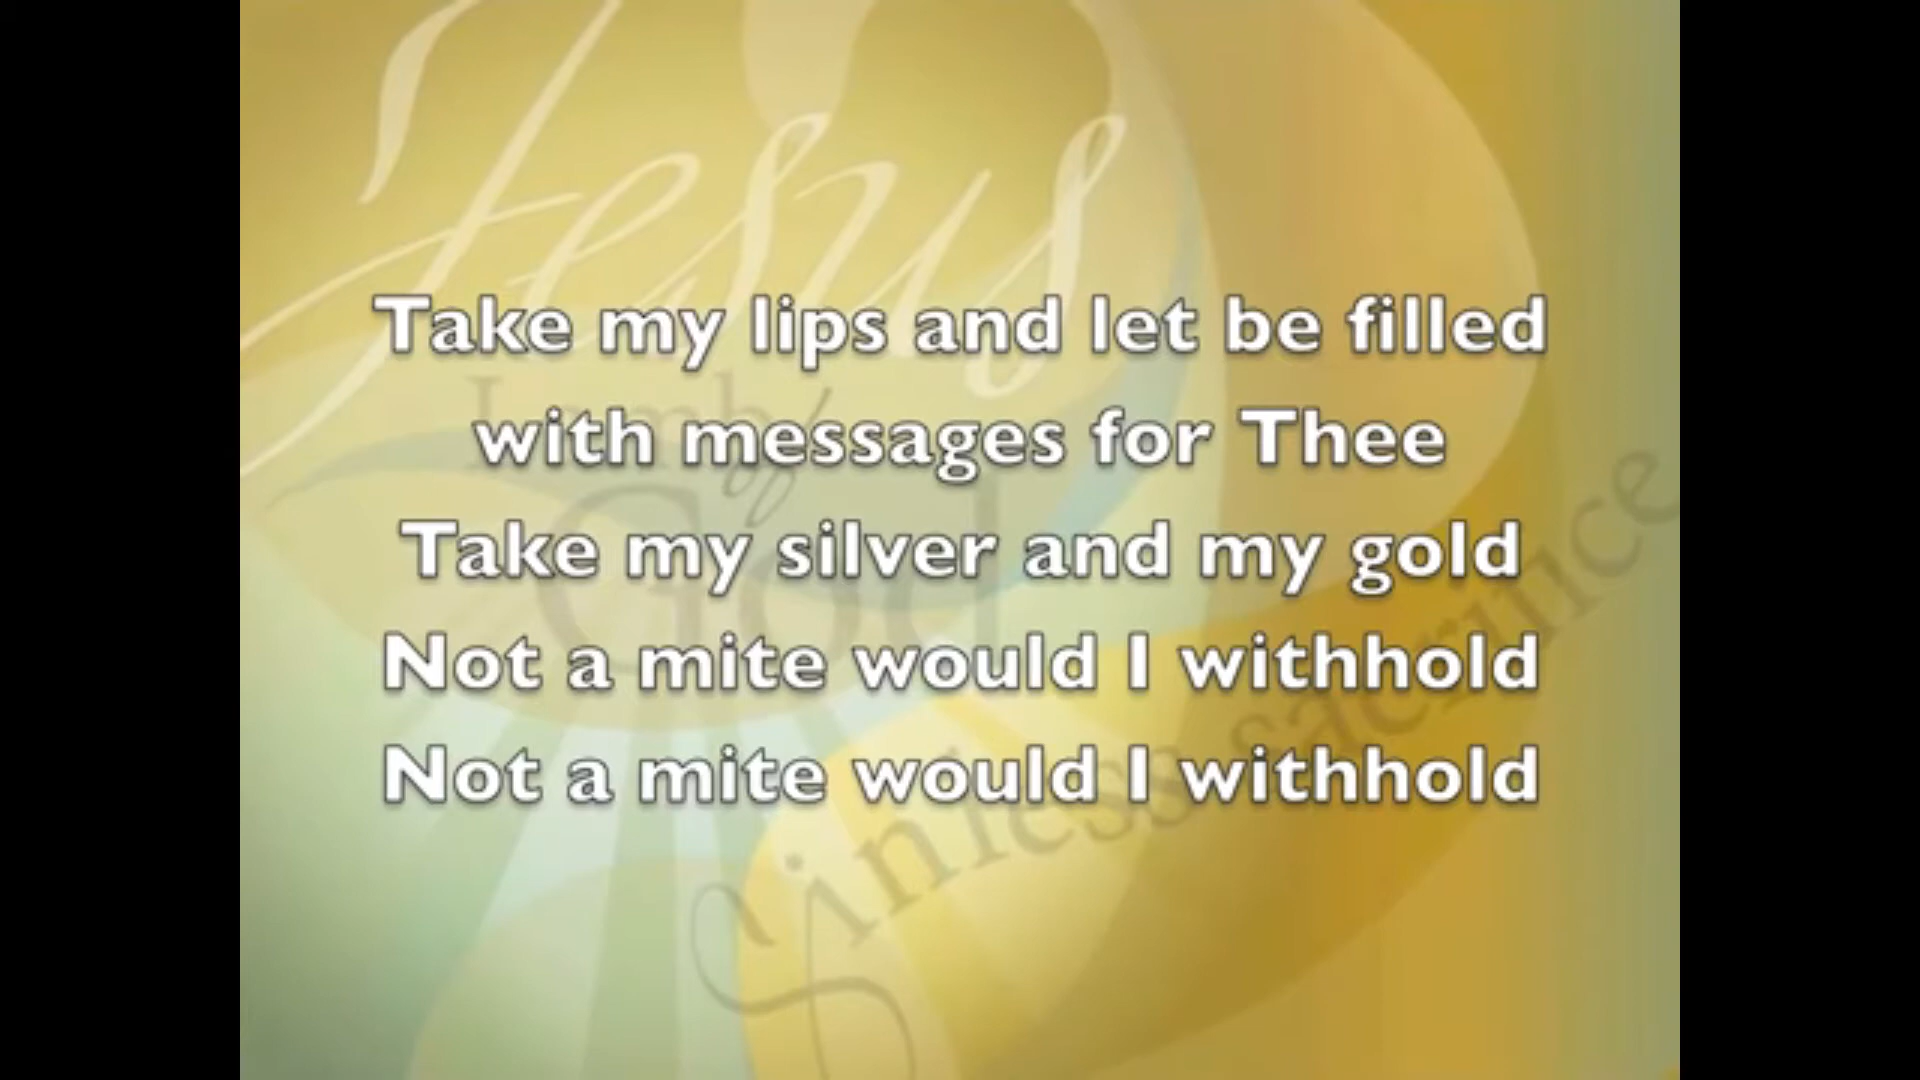 Jesus
Take my lips and let be filled
Lamb of
with messages for Thee
God
Take my silver and my gold
Not a mite would I withhold
Not a mite would I withhold
Sinless sacrifice